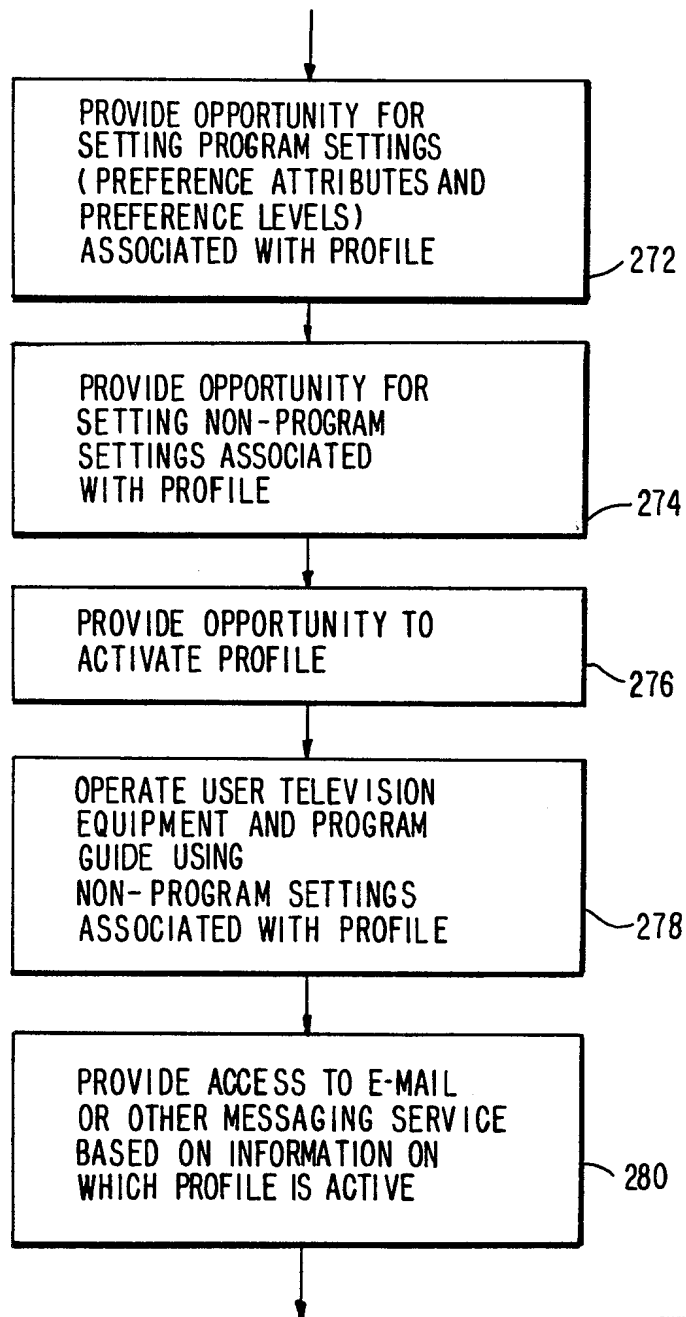 PROVIDE OPPORTUNITY FOR
SETTING PROGRAM SETTINGS
(PREFERENCE ATTRIBUTES AND
PREFERENCE LEVELS)
ASSOCIATED WITH PROFILE
272
PROVIDE OPPORTUNITY FOR
SETTING NON-PROGRAM
SETTINGS ASSOCIATED
WITH PROFILE
274
PROVIDE OPPORTUNITY TO
ACTIVATE PROFILE
276
OPERATE USER TELEVISION
EQUIPMENT AND PROGRAM
GUIDE USING
NON-PROGRAM SETTINGS
ASSOCIATED WITH PROFILE
278
PROVIDE ACCESS TO E-MAIL
OR OTHER MESSAGING SERVICE
BASED ON INFORMATION ON
WHICH PROFILE IS ACTIVE
280